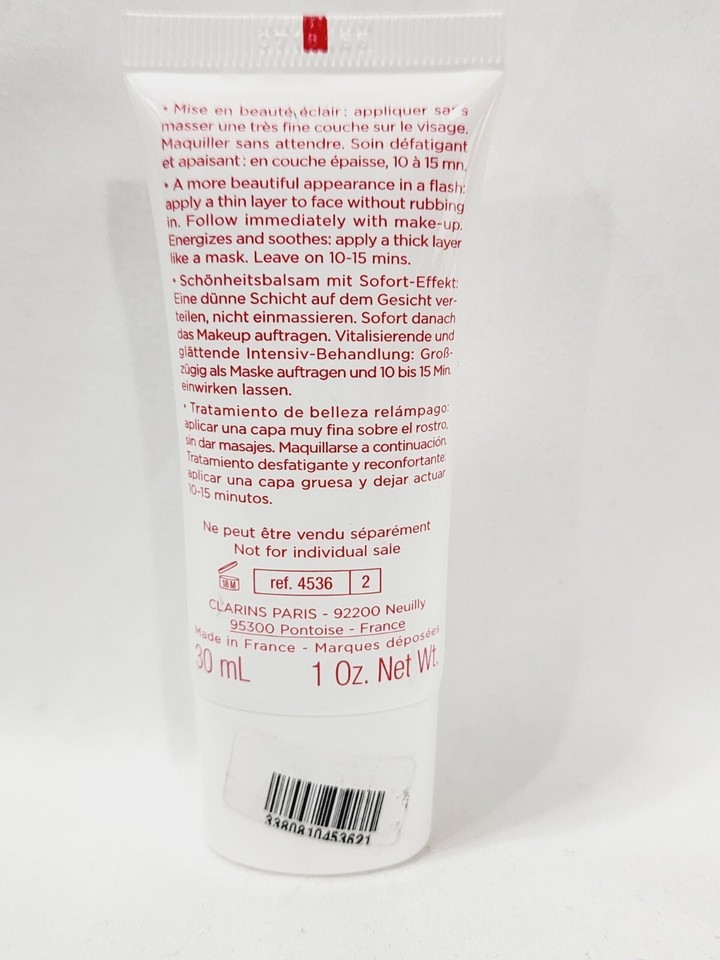 • Mise en beauté éclair : appliquer sans
masser une très fine couche sur le visage.
Maquiller sans attendre. Soin défatigant
et apaisant : en couche épaisse, 10 à 15 mn.
• A more beautiful appearance in a flash:
apply a thin layer to face without rubbing
in. Follow immediately with make-up.
Energizes and soothes: apply a thick layer
like a mask. Leave on 10-15 mins.
• Schönheitsbalsam mit Sofort-Effekt:
Eine dünne Schicht auf dem Gesicht ver-
teilen, nicht einmassieren. Sofort danach
das Makeup auftragen. Vitalisierende und
glättende Intensiv-Behandlung: Groß-
zügig als Maske auftragen und 10 bis 15 Min.
einwirken lassen.
• Tratamiento de belleza relámpago:
aplicar una capa muy fina sobre el rostro,
sin dar masajes. Maquillarse a continuación.
Tratamiento desfatigante y reconfortante:
aplicar una capa gruesa y dejar actuar
10-15 minutos.
Ne peut être vendu séparément
Not for individual sale
18 M
ref. 4536 2
CLARINS PARIS - 92200 Neuilly
95300 Pontoise - France
Made in France - Marques déposées
30 mL 1 Oz. Net Wt.
3380810453621